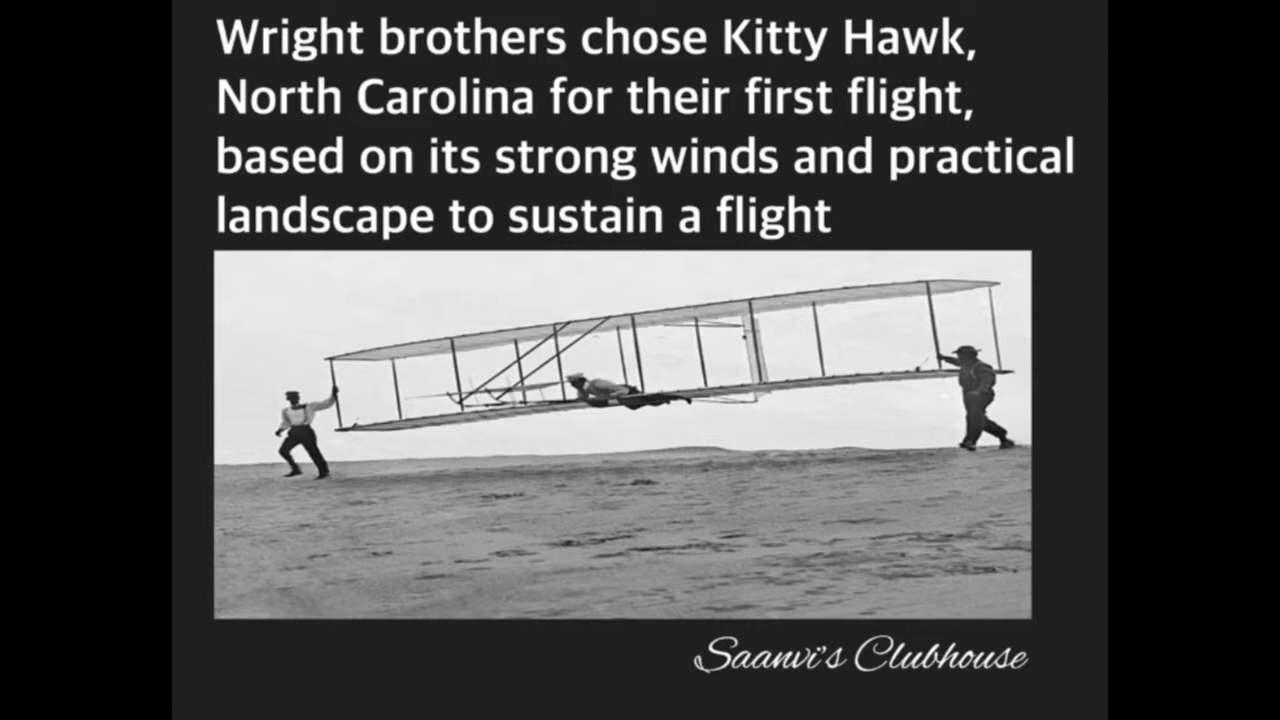 Wright brothers chose Kitty Hawk,
North Carolina for their first flight,
based on its strong winds and practical
landscape to sustain a flight
Saanvi's Clubhouse